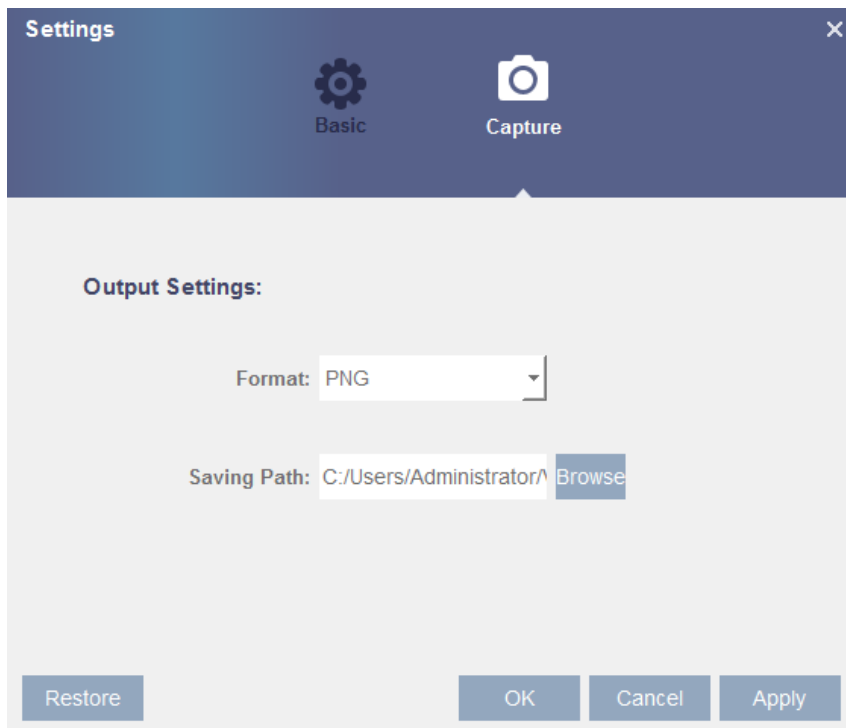 Settings
Basic
Capture
Output Settings:
Format: PNG
Saving Path: C:/Users/Administrator/ Browse
Restore OK Cancel Apply